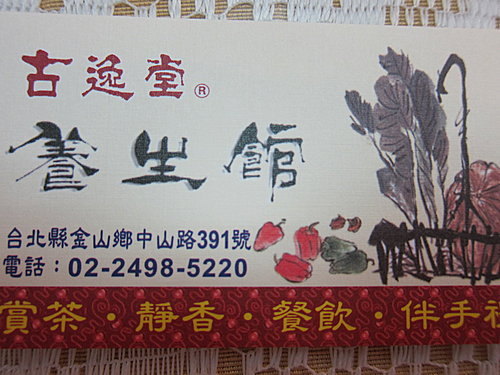 古逸堂®
養生館
台北縣金山鄉中山路391號
電話：02-2498-5220
賞茶・靜香・餐飲・伴手禮